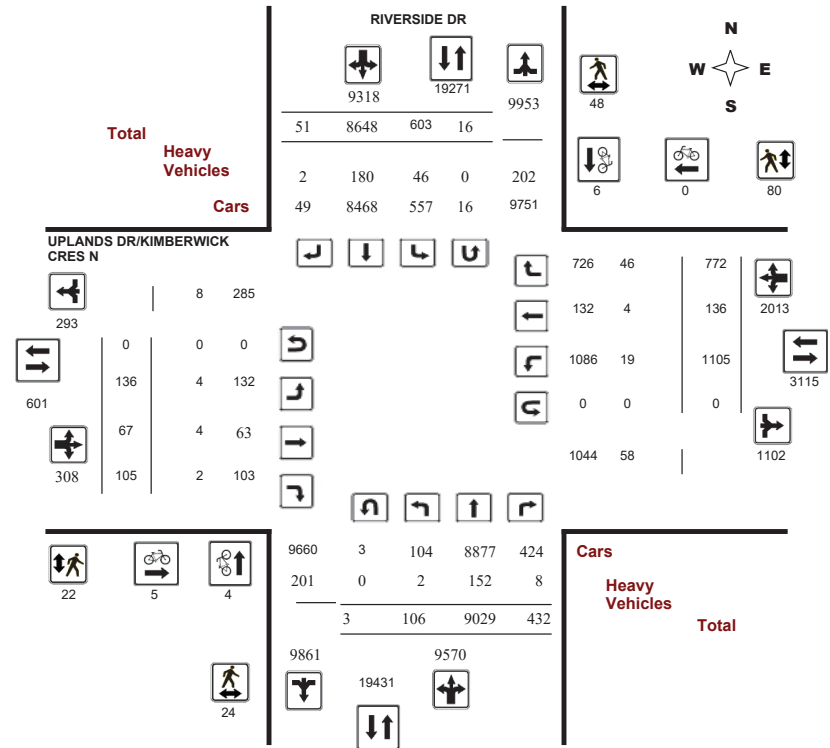 RIVERSIDE DR
N
W E
S
9318
19271
9953
48
51 8648 603 16
Total
Heavy
Vehicles
Cars
2 180 46 0 202
49 8468 557 16 9751
6 0 80
UPLANDS DR/KIMBERWICK
CRES N
8 285
293
0 0 0
136 4 132
601
67 4 63
308
105 2 103
726 46 772
132 4 136
2013
1086 19 1105
3115
0 0 0
1044 58
1102
9660 3 104 8877 424
201 0 2 152 8
3 106 9029 432
9861
19431
9570
22 5 4
24
Cars
Heavy
Vehicles
Total